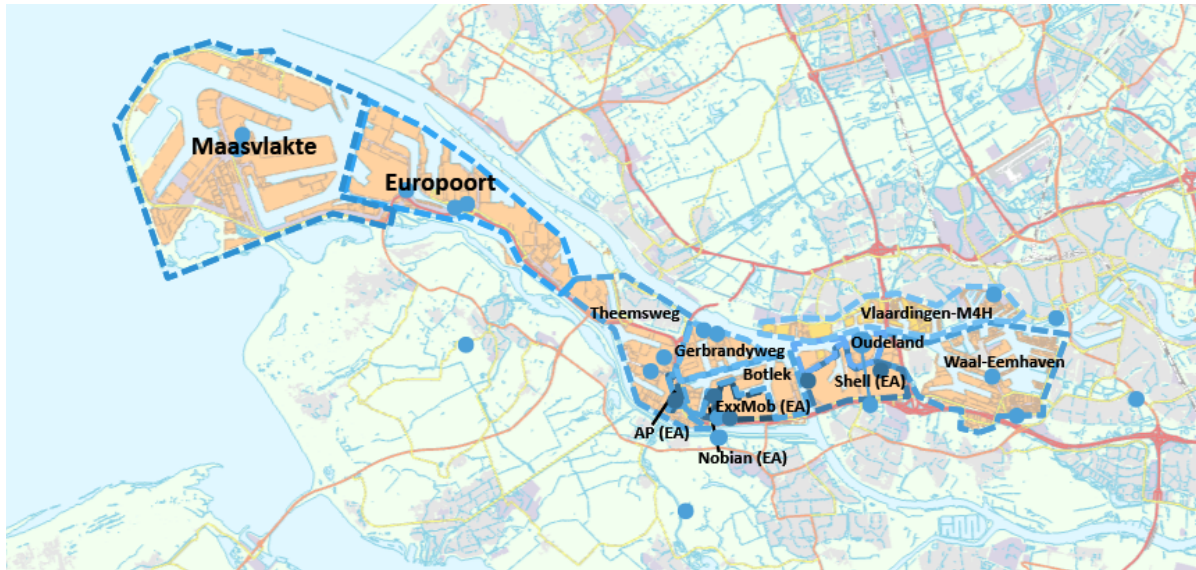 Maasvlakte
Europoort
Theemsweg
Vlaardingen-M4H
Gerbrandyweg
Oudeland
Botlek
Waal-Eemhaven
Shell (EA)
ExxMob (EA)
AP (EA)
Nobian (EA)